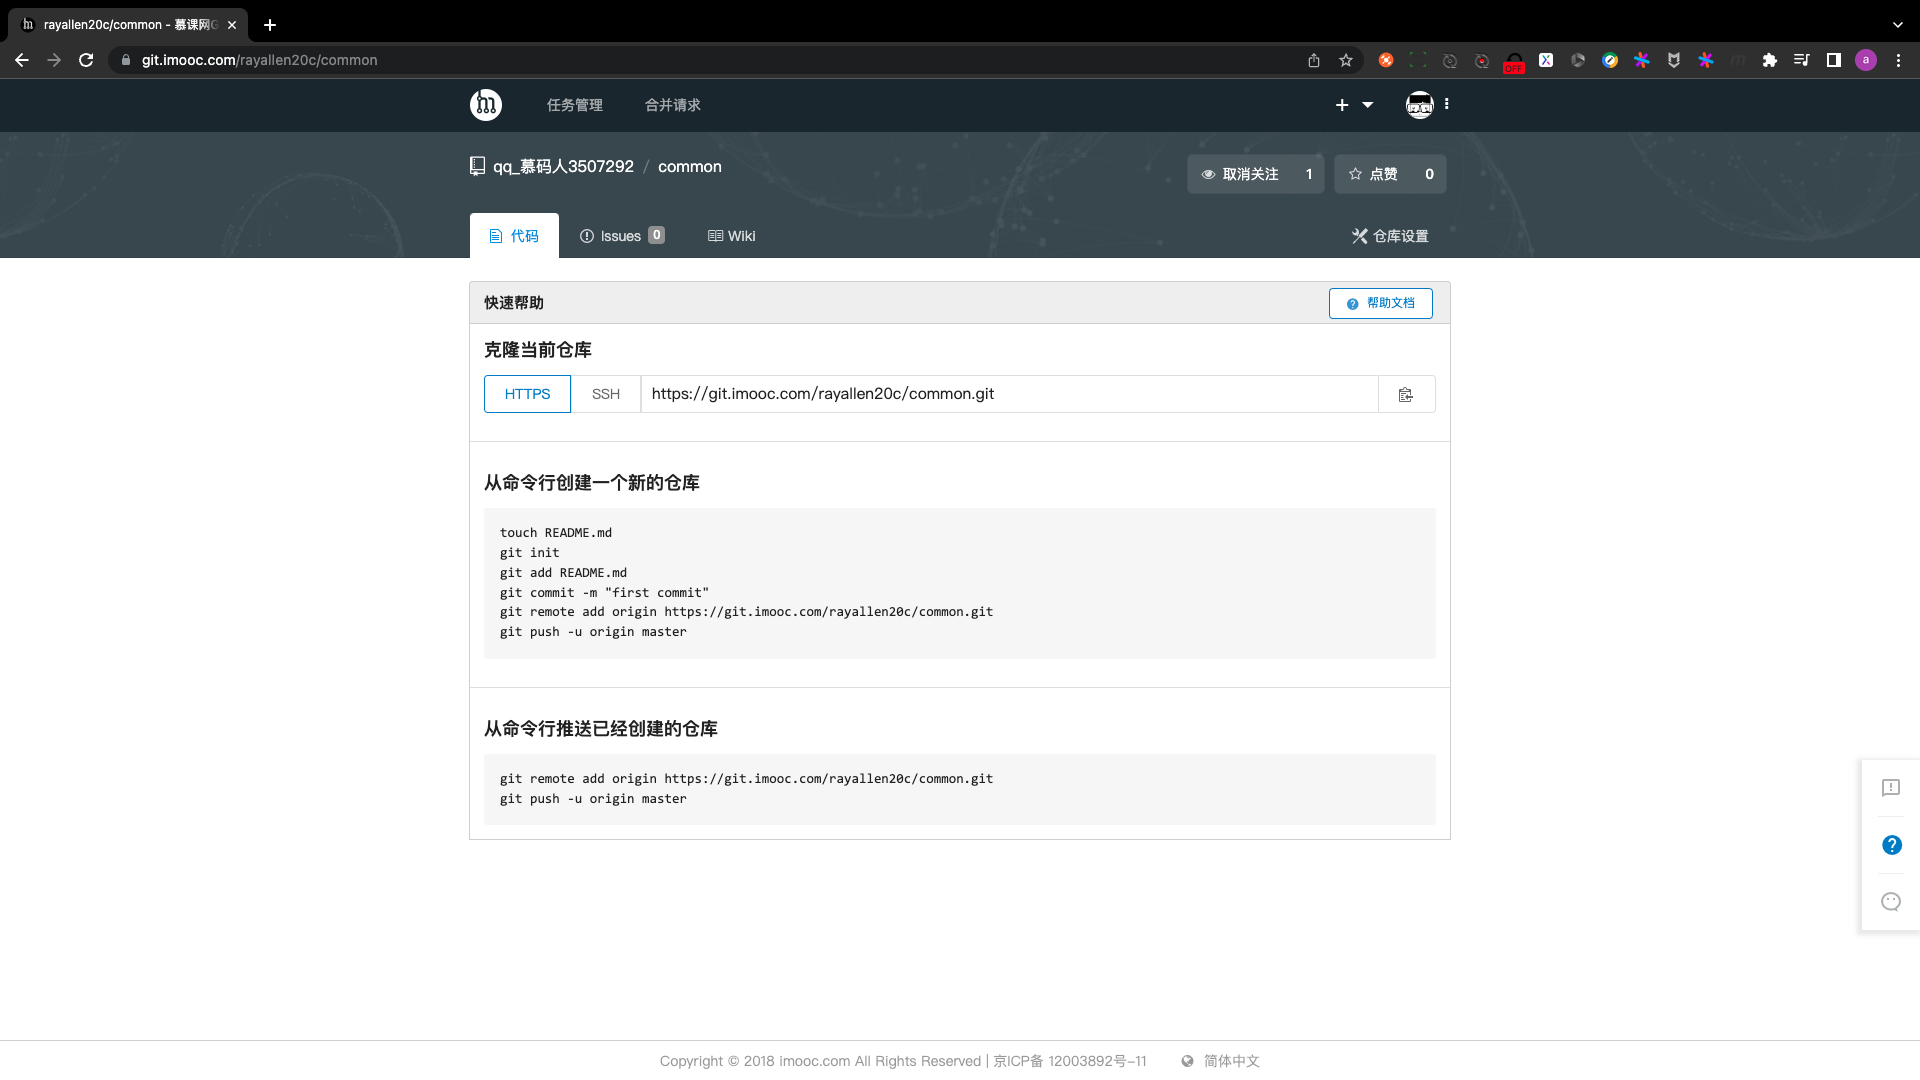 rayallen20c/common - 慕课网G
git.imooc.com/rayallen20c/common
OFF
a
任务管理
合并请求
qq_慕码人3507292 / common
取消关注 1
点赞 0
代码
Issues 0
Wiki
仓库设置
快速帮助
帮助文档
克隆当前仓库
HTTPS
SSH
https://git.imooc.com/rayallen20c/common.git
从命令行创建一个新的仓库
touch README.md
git init
git add README.md
git commit -m "first commit"
git remote add origin https://git.imooc.com/rayallen20c/common.git
git push -u origin master
从命令行推送已经创建的仓库
git remote add origin https://git.imooc.com/rayallen20c/common.git
git push -u origin master
Copyright © 2018 imooc.com All Rights Reserved | 京ICP备 12003892号-11
简体中文